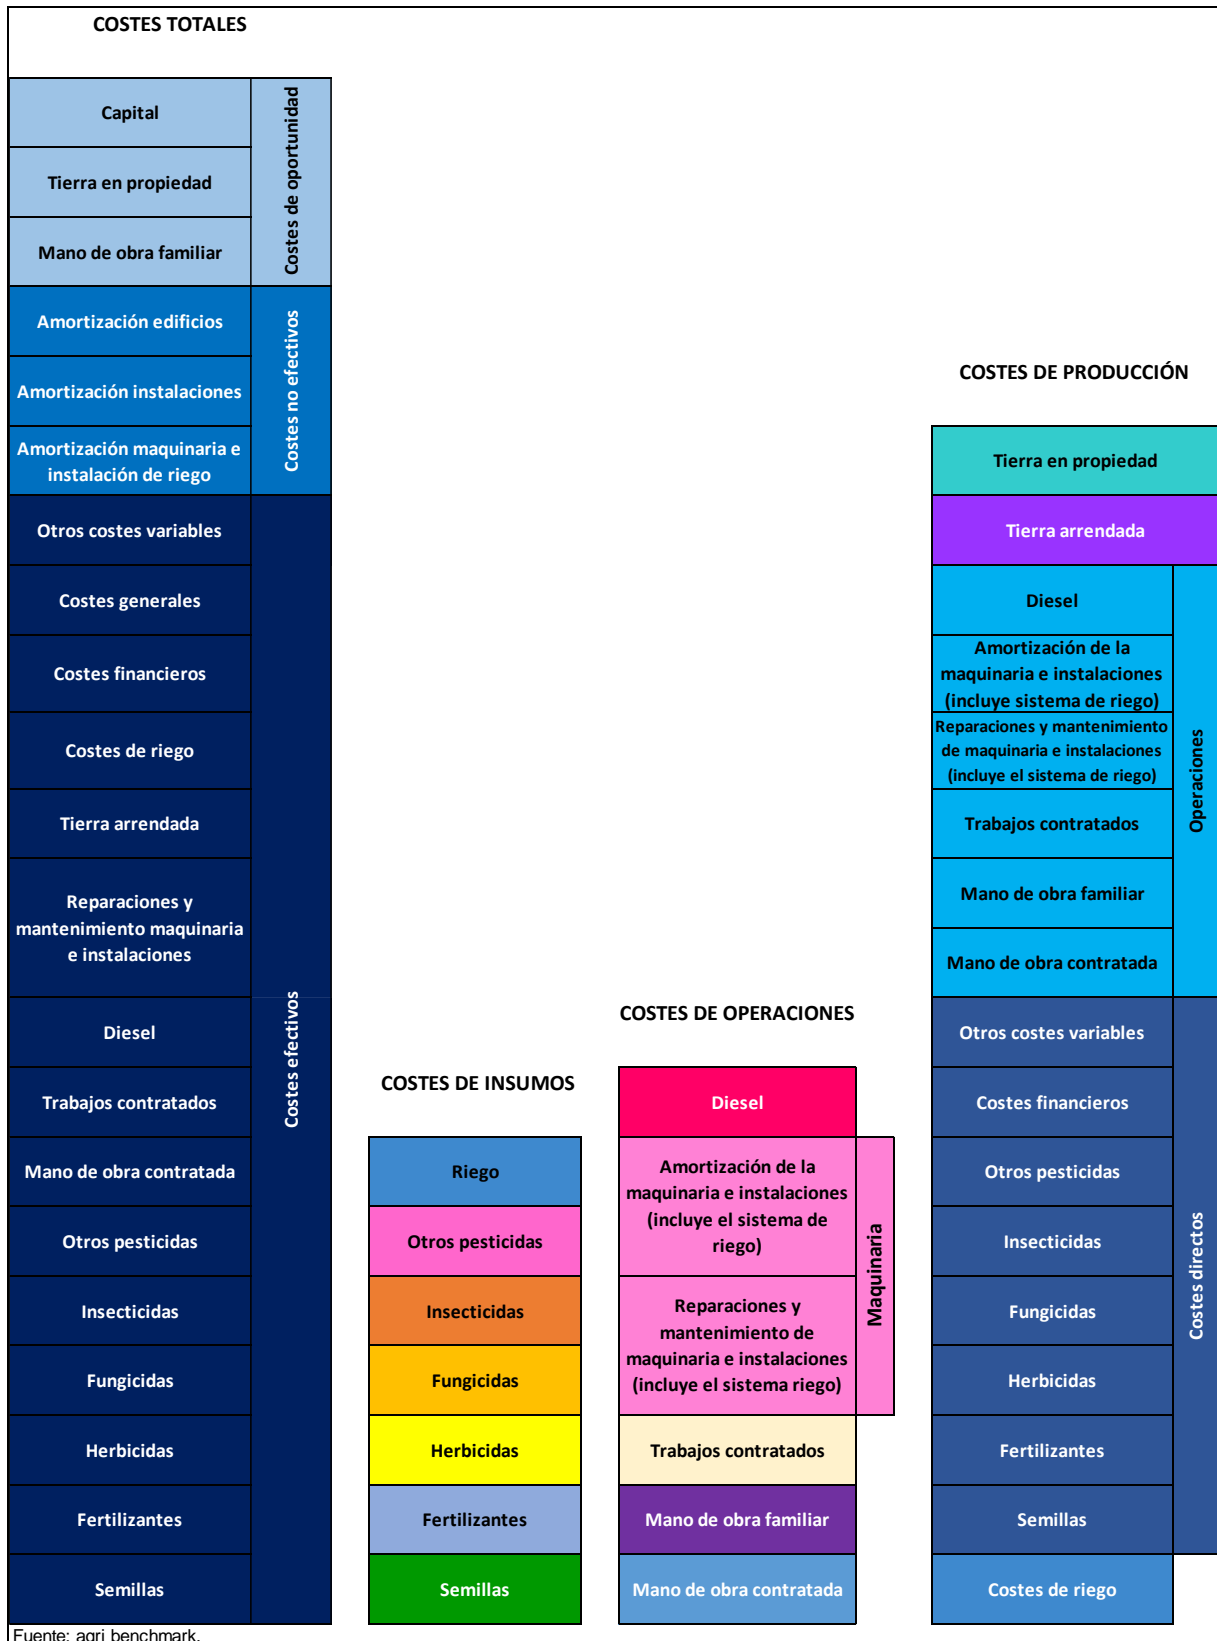 COSTES TOTALES
Capital
Tierra en propiedad
Mano de obra familiar
Costes de oportunidad
Amortización edificios
Amortización instalaciones
Amortización maquinaria e
instalación de riego
Costes no efectivos
Otros costes variables
Costes generales
Costes financieros
Costes de riego
Tierra arrendada
Reparaciones y
mantenimiento maquinaria
e instalaciones
Diesel
Trabajos contratados
Mano de obra contratada
Otros pesticidas
Insecticidas
Fungicidas
Herbicidas
Fertilizantes
Semillas
Costes efectivos
COSTES DE INSUMOS
Riego
Otros pesticidas
Insecticidas
Fungicidas
Herbicidas
Fertilizantes
Semillas
COSTES DE OPERACIONES
Diesel
Amortización de la
maquinaria e instalaciones
(incluye el sistema de
riego)
Reparaciones y
mantenimiento de
maquinaria e instalaciones
(incluye el sistema riego)
Maquinaria
Trabajos contratados
Mano de obra familiar
Mano de obra contratada
COSTES DE PRODUCCIÓN
Tierra en propiedad
Tierra arrendada
Diesel
Amortización de la
maquinaria e instalaciones
(incluye sistema de riego)
Reparaciones y mantenimiento
de maquinaria e instalaciones
(incluye el sistema de riego)
Trabajos contratados
Mano de obra familiar
Mano de obra contratada
Operaciones
Otros costes variables
Costes financieros
Otros pesticidas
Insecticidas
Fungicidas
Herbicidas
Fertilizantes
Semillas
Costes directos
Costes de riego
Fuente: agri benchmark.